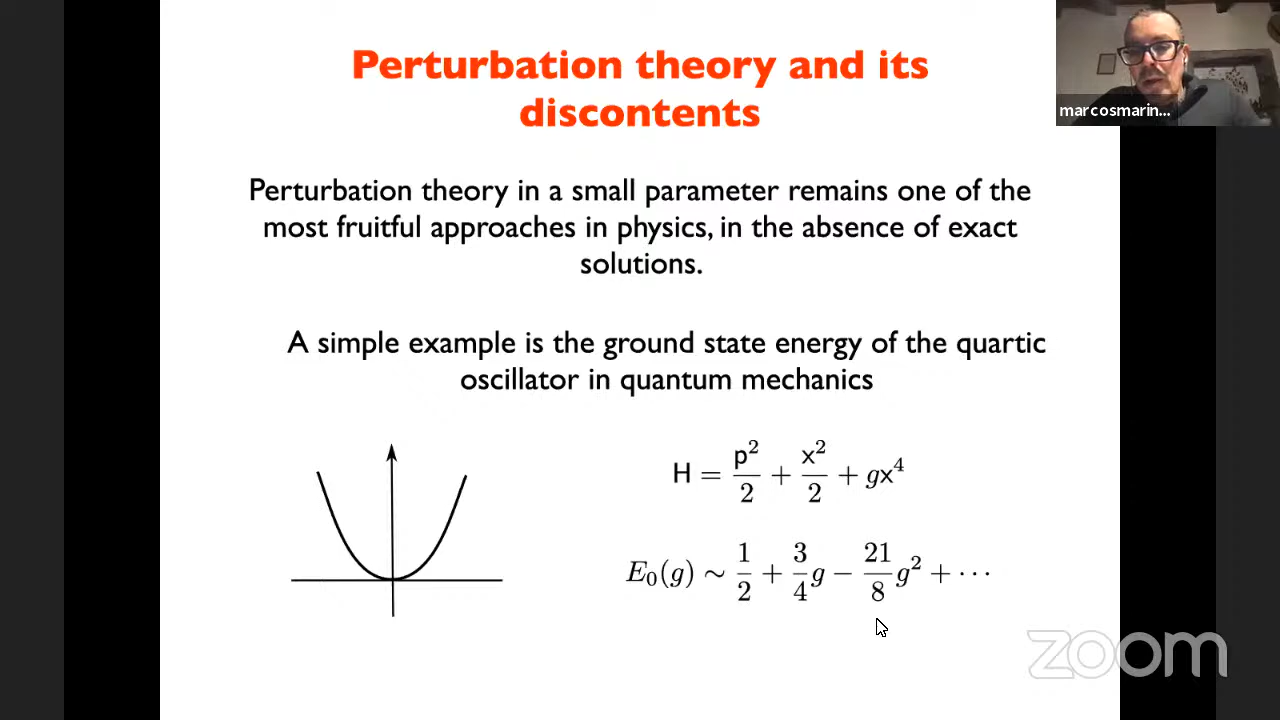 Perturbation theory and its
discontents
marcosmarin...
Perturbation theory in a small parameter remains one of the
most fruitful approaches in physics, in the absence of exact
solutions.
A simple example is the ground state energy of the quartic
oscillator in quantum mechanics
H = p²/2 + x²/2 + gx⁴
E₀(g) ∼ 1/2 + 3/4 g − 21/8 g² + ⋯
zoom